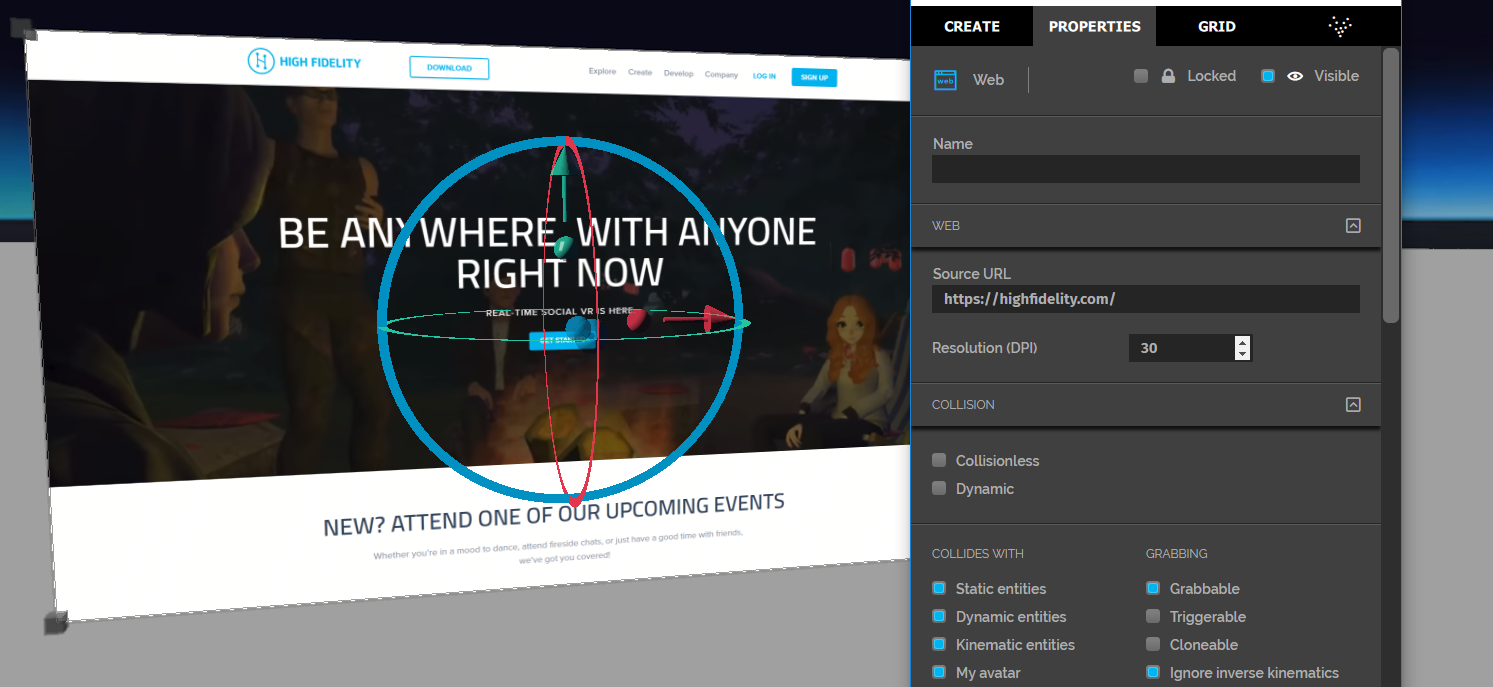 HIGH FIDELITY
DOWNLOAD
Explore Create Develop Company LOG IN SIGN UP
BE ANYWHERE, WITH ANYONE
RIGHT NOW
REAL-TIME SOCIAL VR IS HERE
NEW? ATTEND ONE OF OUR UPCOMING EVENTS
Whether you're in a mood to dance, attend fireside chats, or just have a good time with friends,
we've got you covered!
CREATE PROPERTIES GRID
web Web Locked Visible
Name
WEB
Source URL
https://highfidelity.com/
Resolution (DPI) 30
COLLISION
Collisionless
Dynamic
COLLIDES WITH GRABBING
Static entities Grabbable
Dynamic entities Triggerable
Kinematic entities Cloneable
My avatar Ignore inverse kinematics